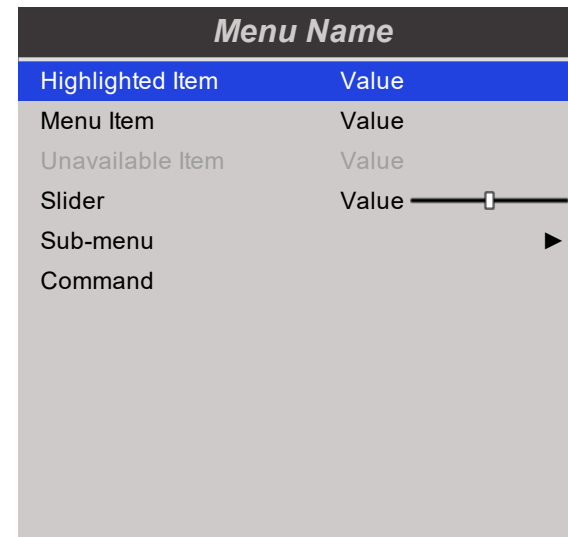 Menu Name
Highlighted Item Value
Menu Item Value
Unavailable Item Value
Slider Value
Sub-menu
Command